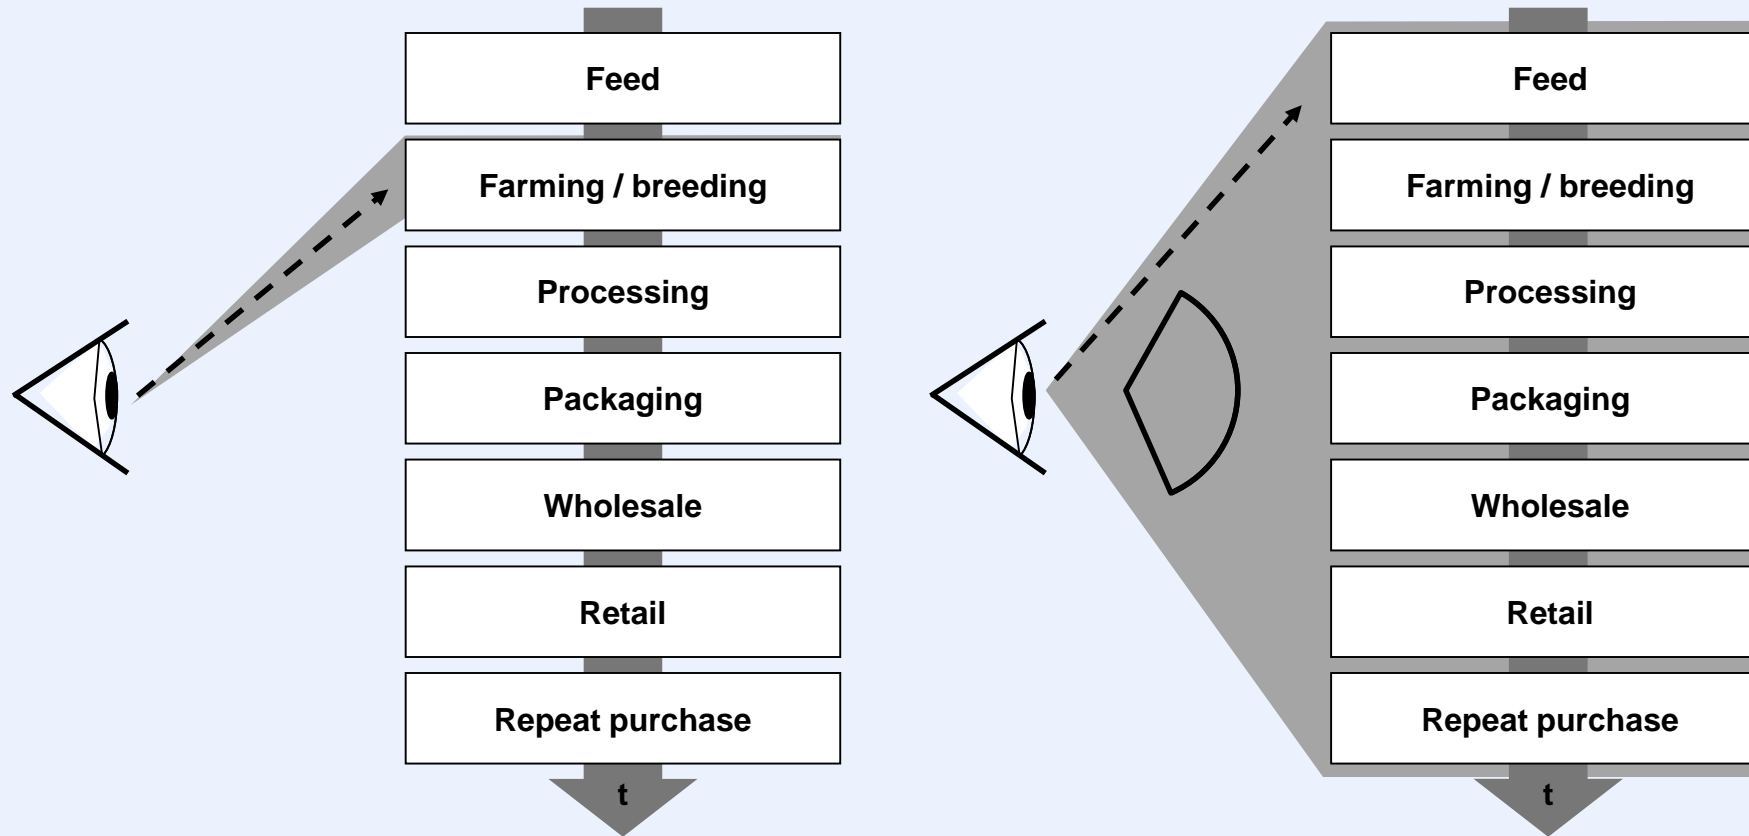 Feed
Farming / breeding
Processing
Packaging
Wholesale
Retail
Repeat purchase
t
Feed
Farming / breeding
Processing
Packaging
Wholesale
Retail
Repeat purchase
t